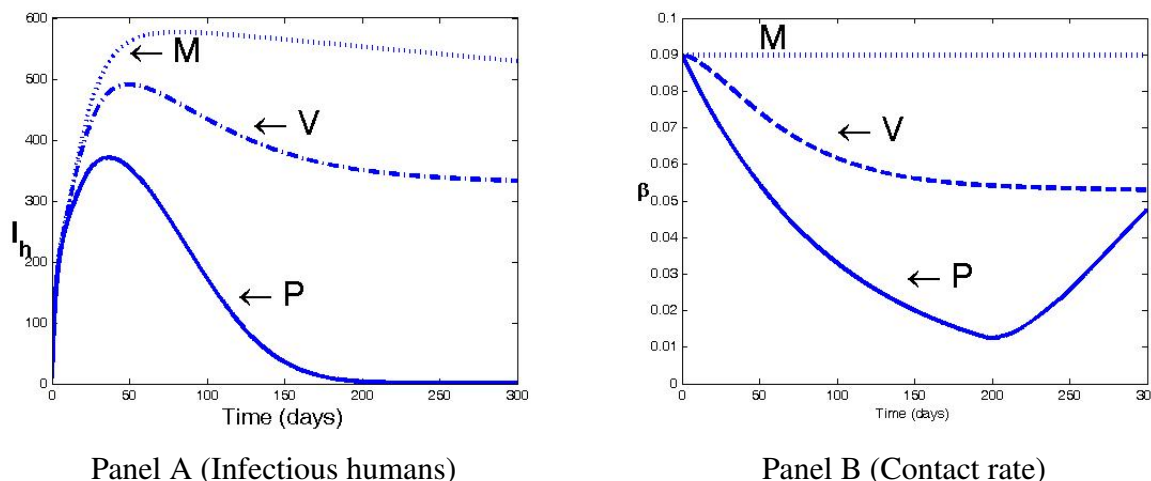 600
500
400
300
200
100
0
I_h
← M
← V
← P
0 50 100 150 200 250 300
Time (days)
Panel A (Infectious humans)
0.1
0.09
0.08
0.07
0.06
0.05
0.04
0.03
0.02
0.01
0
β
M
← V
← P
0 50 100 150 200 250 30
Time (days)
Panel B (Contact rate)